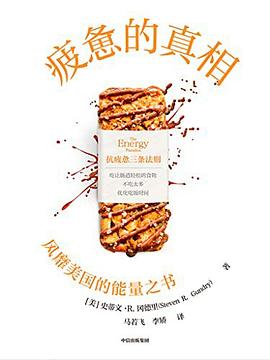 疲惫的真相
The
Energy
Paradox
抗疲惫三条法则
吃让肠道轻松的食物
不吃太多
优化吃饭时间
风靡美国的能量之书
[美] 史蒂文·R. 冈德里(Steven R. Gundry) 著
马若飞 李矫 译
中信出版集团